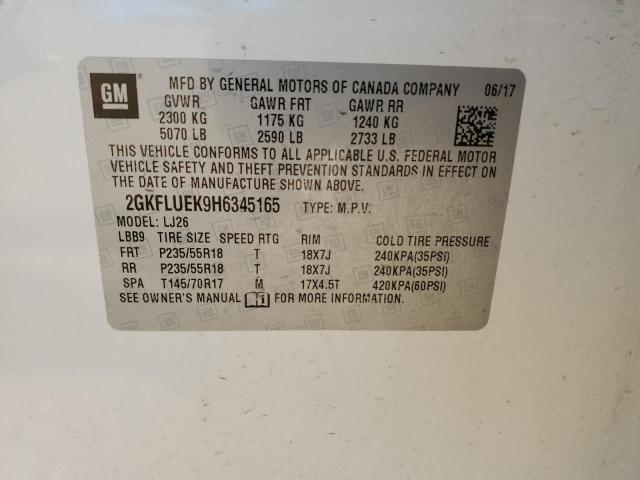 GM
MFD BY GENERAL MOTORS OF CANADA COMPANY 06/17
GVWR GAWR FRT GAWR RR
2300 KG 1175 KG 1240 KG
5070 LB 2590 LB 2733 LB
THIS VEHICLE CONFORMS TO ALL APPLICABLE U.S. FEDERAL MOTOR
VEHICLE SAFETY AND THEFT PREVENTION STANDARDS IN EFFECT ON
THE DATE OF MANUFACTURE SHOWN ABOVE.
2GKFLUEK9H6345165 TYPE: M.P.V.
MODEL: LJ26
LBB9 TIRE SIZE SPEED RTG RIM COLD TIRE PRESSURE
FRT P235/55R18 T 18X7J 240KPA(35PSI)
RR P235/55R18 T 18X7J 240KPA(35PSI)
SPA T145/70R17 M 17X4.5T 420KPA(60PSI)
SEE OWNER'S MANUAL FOR MORE INFORMATION.